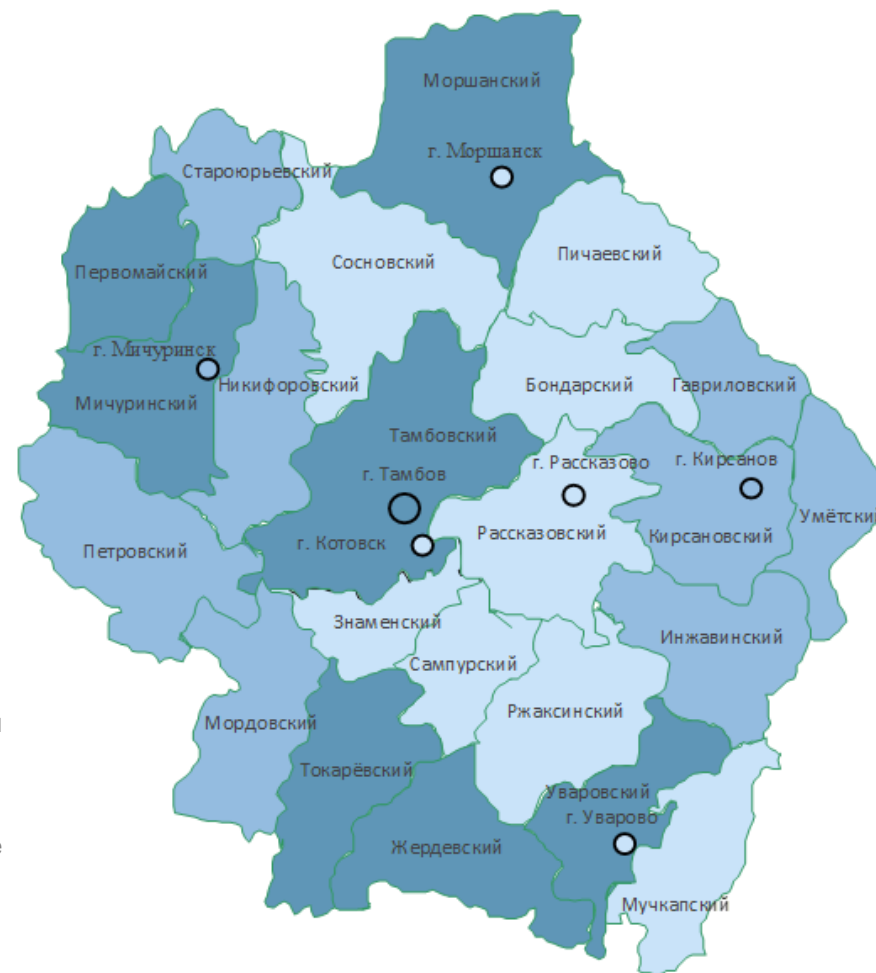 Моршанский
г. Моршанск
Староюрьевский
Пичаевский
Сосновский
Первомайский
г. Мичуринск
Никифоровский
Бондарский
Гавриловский
Мичуринский
Тамбовский
г. Рассказово
г. Кирсанов
г. Тамбов
Умётский
Рассказовский
Кирсановский
г. Котовск
Петровский
Знаменский
Инжавинский
Сампурский
Ржаксинский
Мордовский
Токарёвский
Уваровский
г. Уварово
Жердевский
Мучкапский